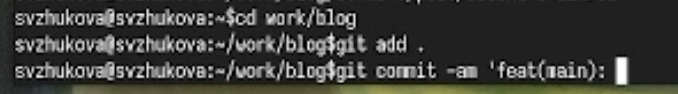 svzhukova@svzhukova:~$cd work/blog
svzhukova@svzhukova:~/work/blog$git add .
svzhukova@svzhukova:~/work/blog$git commit -am 'feat(main):